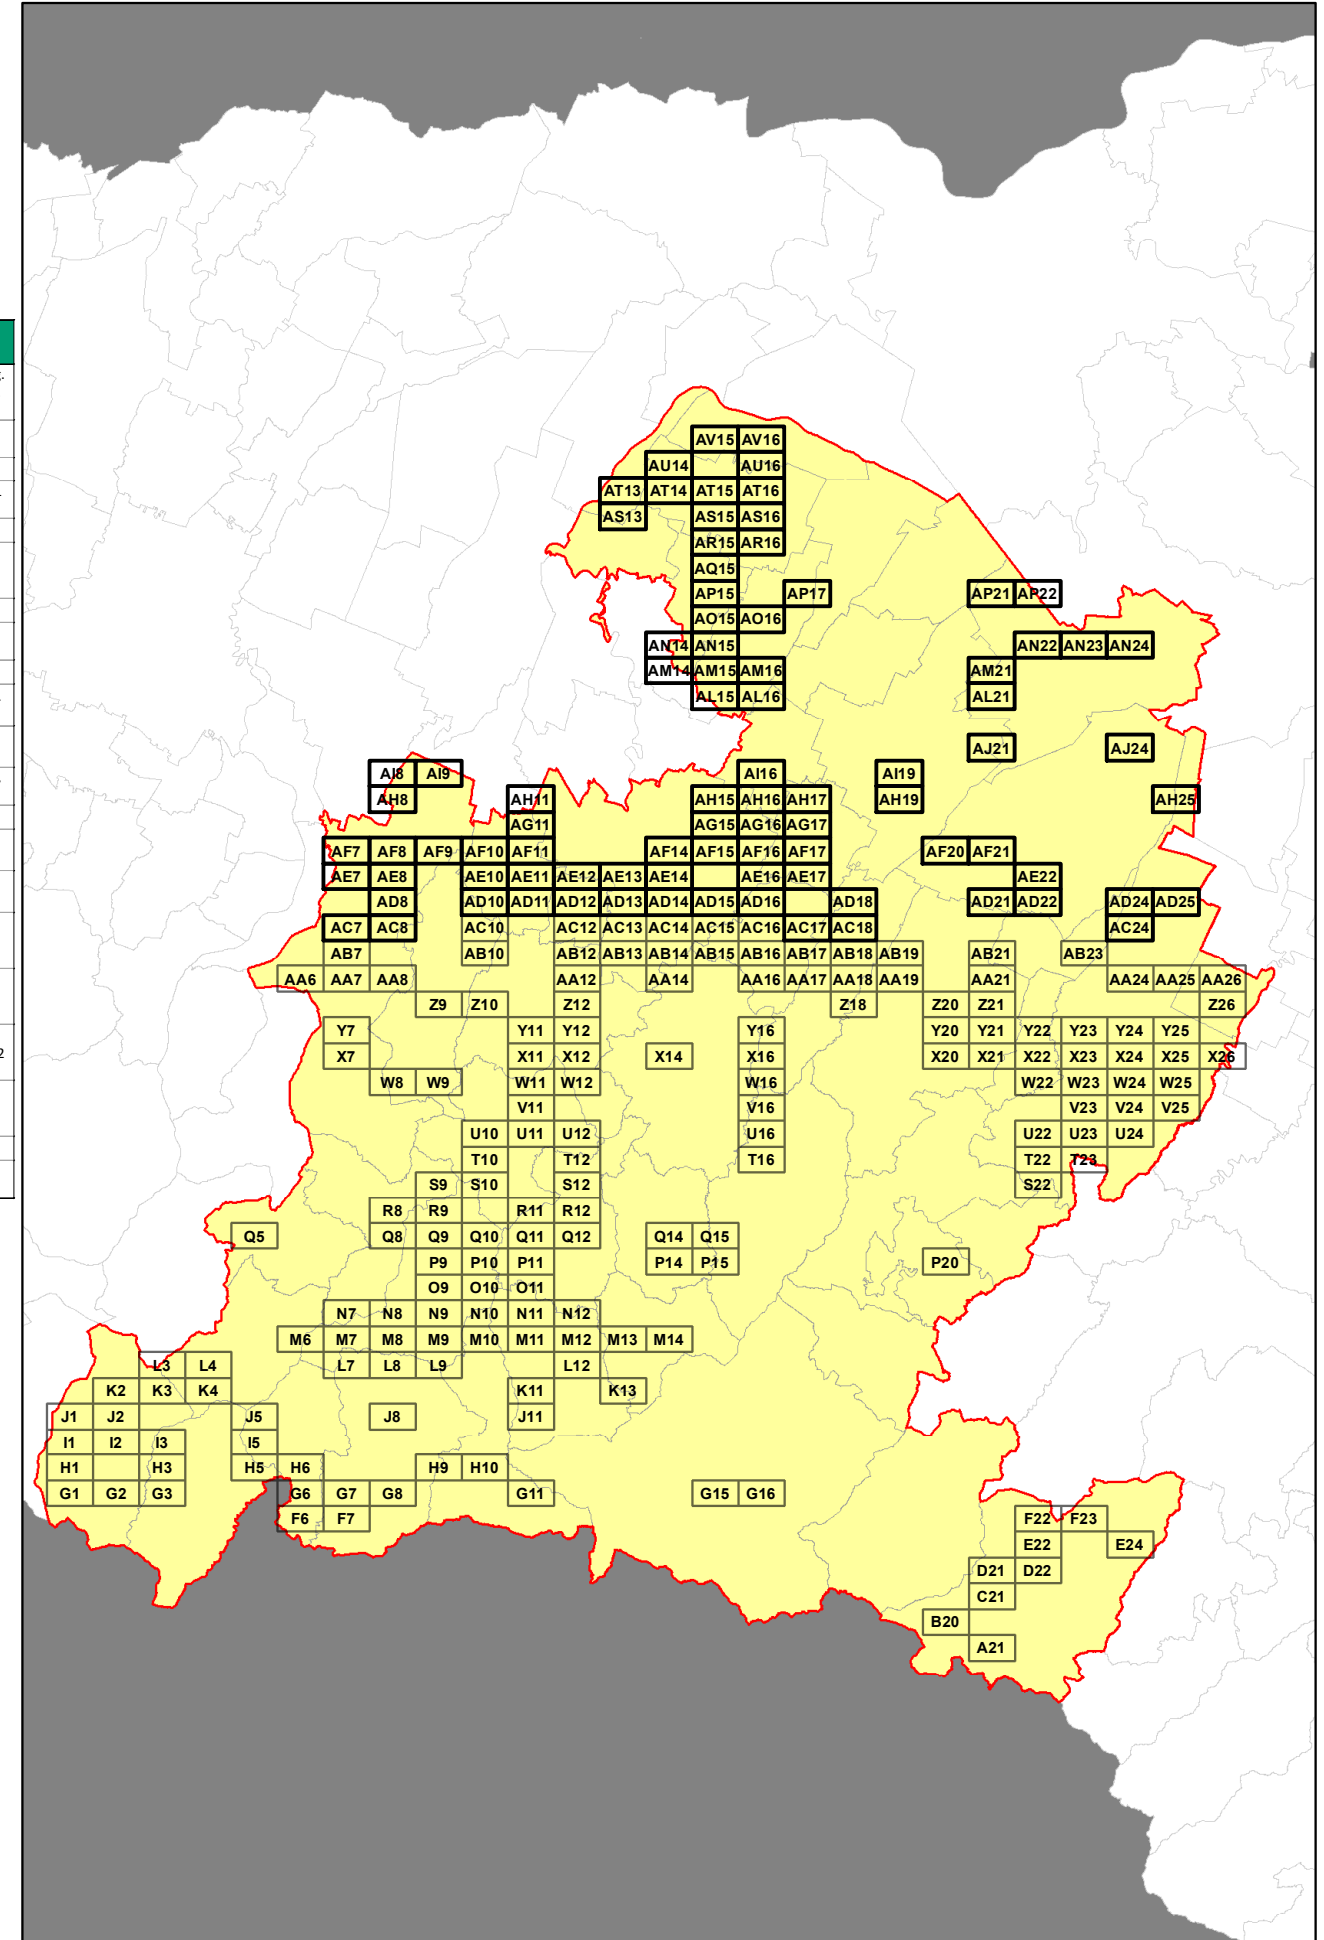 AV15 AV16
AU14 AU16
AT13 AT14 AT15 AT16
AS13 AS15 AS16
AR15 AR16
AQ15
AP15 AP17 AP21 AP22
AO15 AO16
AN14 AN15 AN22 AN23 AN24
AM14 AM15 AM16 AM21
AL15 AL16 AL21
AJ21 AJ24
AI8 AI9 AI16 AI19
AH8 AH11 AH15 AH16 AH17 AH19 AH25
AG11 AG15 AG16 AG17
AF7 AF8 AF9 AF10 AF11 AF14 AF15 AF16 AF17 AF20 AF21
AE7 AE8 AE10 AE11 AE12 AE13 AE14 AE16 AE17 AE22
AD8 AD10 AD11 AD12 AD13 AD14 AD15 AD16 AD18 AD21 AD22 AD24 AD25
AC7 AC8 AC10 AC12 AC13 AC14 AC15 AC16 AC17 AC18 AC24
AB7 AB10 AB12 AB13 AB14 AB15 AB16 AB17 AB18 AB19 AB21 AB23
AA6 AA7 AA8 AA12 AA14 AA16 AA17 AA18 AA19 AA21 AA24 AA25 AA26
Z9 Z10 Z12 Z18 Z20 Z21 Z26
Y7 Y11 Y12 Y16 Y20 Y21 Y22 Y23 Y24 Y25
2 X7 X11 X12 X14 X16 X20 X21 X22 X23 X24 X25 X26
W8 W9 W11 W12 W16 W22 W23 W24 W25
V11 V16 V23 V24 V25
U10 U11 U12 U16 U22 U23 U24
T10 T12 T16 T22 T23
S9 S10 S12 S22
R8 R9 R11 R12
Q5 Q8 Q9 Q10 Q11 Q12 Q14 Q15
P9 P10 P11 P14 P15 P20
O9 O10 O11
N7 N8 N9 N10 N11 N12
M6 M7 M8 M9 M10 M11 M12 M13 M14
L3 L4 L7 L8 L9 L12
K2 K3 K4 K11 K13
J1 J2 J5 J8 J11
I1 I2 I3 I5
H1 H3 H5 H6 H9 H10
G1 G2 G3 G6 G7 G8 G11 G15 G16
F6 F7 F22 F23
E22 E24
D21 D22
C21
B20
A21